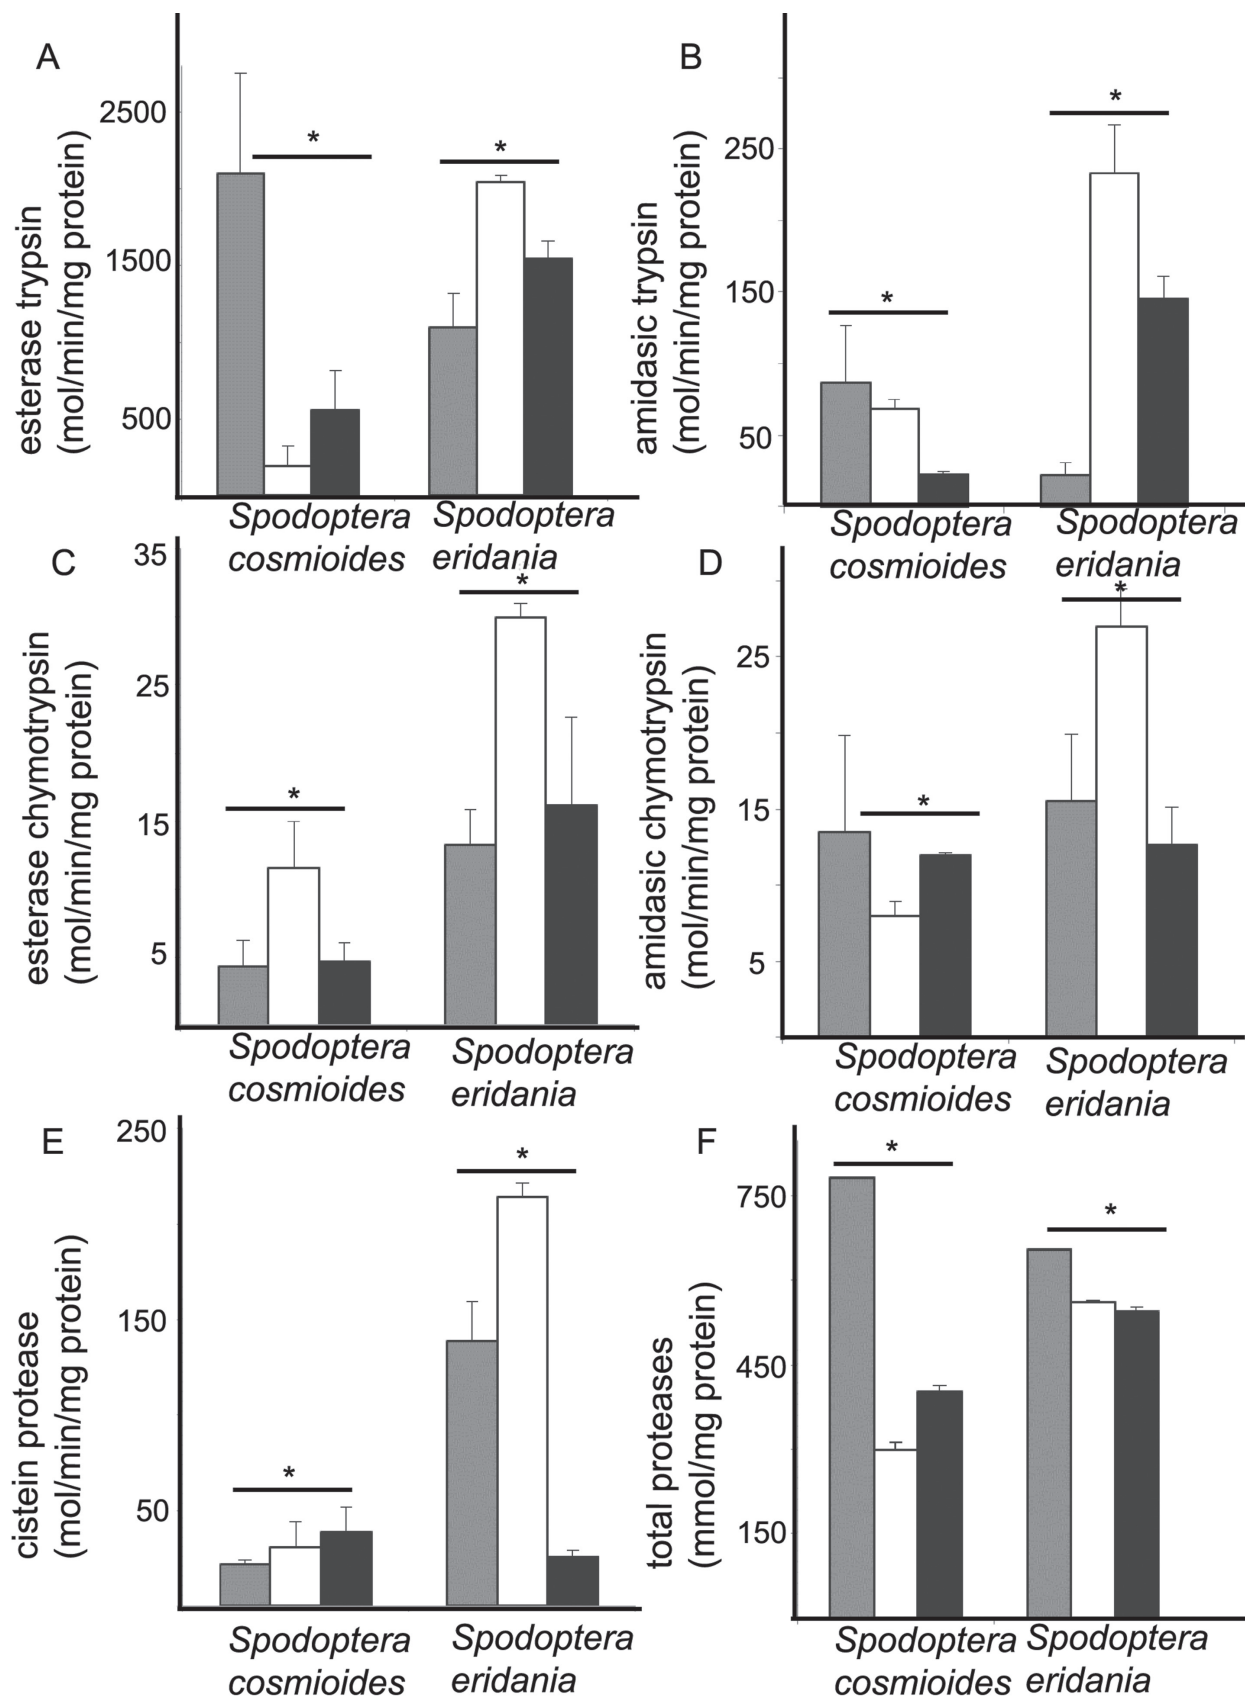 A
esterase trypsin
(mol/min/mg protein)
2500
1500
500
*
*
Spodoptera
cosmioides
Spodoptera
eridania
B
amidasic trypsin
(mol/min/mg protein)
250
150
50
*
*
Spodoptera
cosmioides
Spodoptera
eridania
C
esterase chymotrypsin
(mol/min/mg protein)
35
25
15
5
*
*
Spodoptera
cosmioides
Spodoptera
eridania
D
amidasic chymotrypsin
(mol/min/mg protein)
25
15
5
*
*
Spodoptera
cosmioides
Spodoptera
eridania
E
cistein protease
(mol/min/mg protein)
250
150
50
*
*
Spodoptera
cosmioides
Spodoptera
eridania
F
total proteases
(mmol/mg protein)
750
450
150
*
*
Spodoptera
cosmioides
Spodoptera
eridania